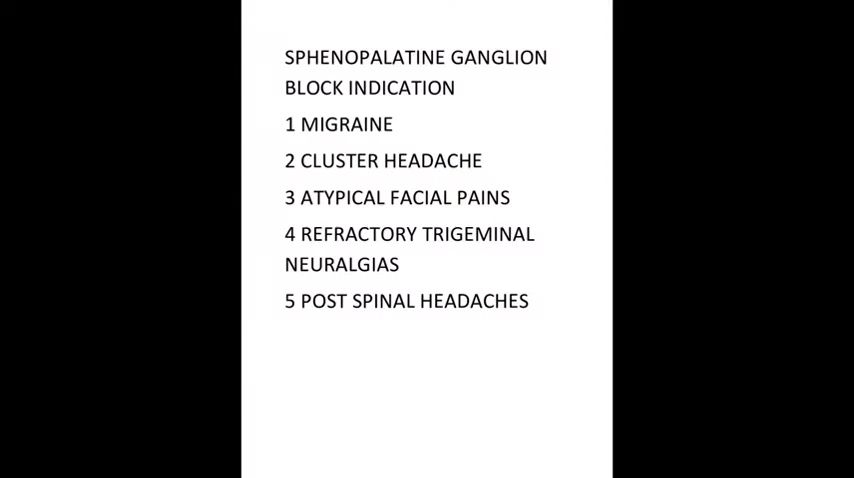 SPHENOPALATINE GANGLION
BLOCK INDICATION
1 MIGRAINE
2 CLUSTER HEADACHE
3 ATYPICAL FACIAL PAINS
4 REFRACTORY TRIGEMINAL
NEURALGIAS
5 POST SPINAL HEADACHES